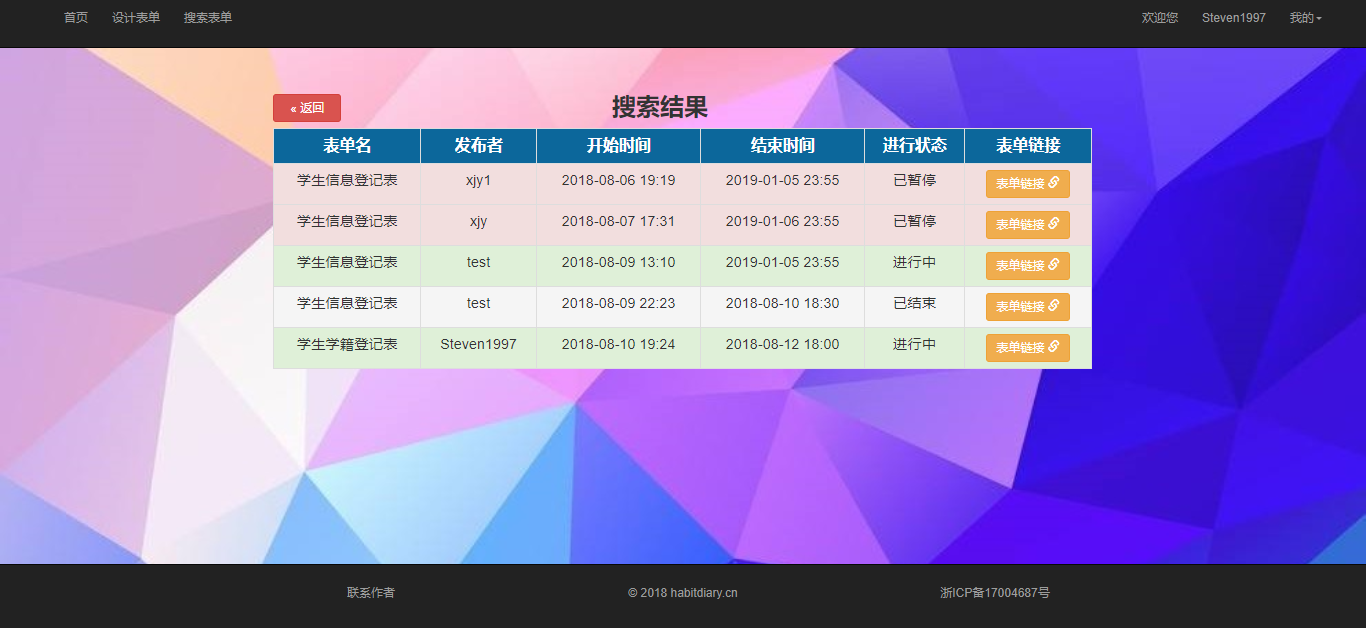 首页 设计表单 搜索表单 欢迎您 Steven1997 我的
« 返回 搜索结果
表单名 发布者 开始时间 结束时间 进行状态 表单链接
学生信息登记表 xjy1 2018-08-06 19:19 2019-01-05 23:55 已暂停 表单链接
学生信息登记表 xjy 2018-08-07 17:31 2019-01-06 23:55 已暂停 表单链接
学生信息登记表 test 2018-08-09 13:10 2019-01-05 23:55 进行中 表单链接
学生信息登记表 test 2018-08-09 22:23 2018-08-10 18:30 已结束 表单链接
学生学籍登记表 Steven1997 2018-08-10 19:24 2018-08-12 18:00 进行中 表单链接
联系作者 © 2018 habitdiary.cn 浙ICP备17004687号